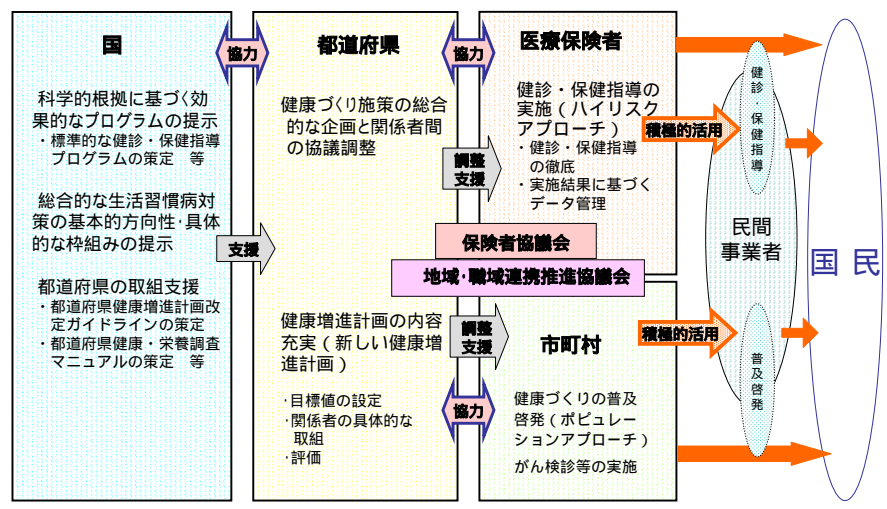 国
科学的根拠に基づく効
果的なプログラムの提示
・標準的な健診・保健指導
プログラムの策定　等
総合的な生活習慣病対
策の基本的方向性・具体
的な枠組みの提示
都道府県の取組支援
・都道府県健康増進計画改
定ガイドラインの策定
・都道府県健康・栄養調査
マニュアルの策定　等
協力
支援
都道府県
健康づくり施策の総合
的な企画と関係者間
の協議調整
健康増進計画の内容
充実（新しい健康増
進計画）
・目標値の設定
・関係者の具体的な
取組
・評価
協力
調整
支援
保険者協議会
地域・職域連携推進協議会
調整
支援
協力
医療保険者
健診・保健指導の
実施（ハイリスク
アプローチ）
・健診・保健指導
の徹底
・実施結果に基づく
データ管理
市町村
健康づくりの普及
啓発（ポピュレー
ションアプローチ）
がん検診等の実施
積極的活用
積極的活用
健診・保健指導
民間
事業者
普及啓発
国民